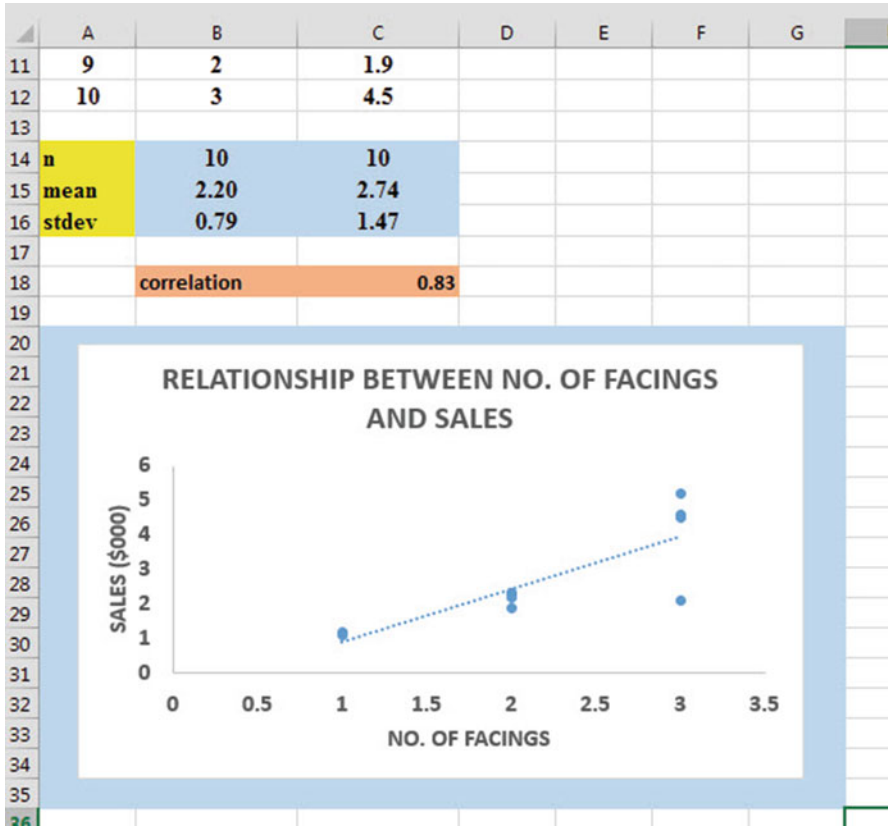 A B C D E F G
11 9 2 1.9
12 10 3 4.5
13
14 n 10 10
15 mean 2.20 2.74
16 stdev 0.79 1.47
17
18 correlation 0.83
19
20
21
22
23
24
25
26
27
28
29
30
31
32
33
34
35
36
RELATIONSHIP BETWEEN NO. OF FACINGS
AND SALES
SALES ($000)
6
5
4
3
2
1
0
0 0.5 1 1.5 2 2.5 3 3.5
NO. OF FACINGS